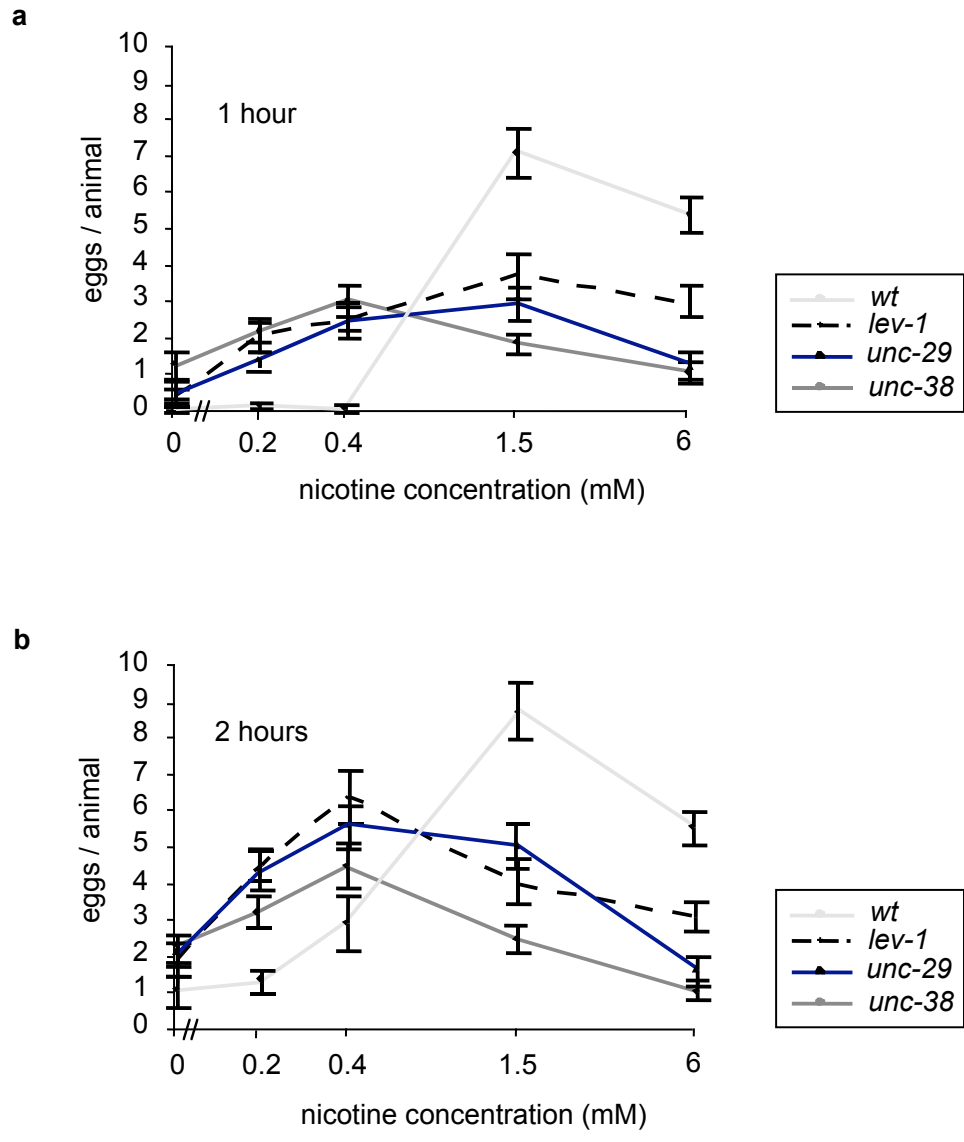 a
10
9
8
7
6
5
4
3
2
1
0
eggs / animal
1 hour
0 0.2 0.4 1.5 6
nicotine concentration (mM)
wt
lev-1
unc-29
unc-38
b
10
9
8
7
6
5
4
3
2
1
0
eggs / animal
2 hours
0 0.2 0.4 1.5 6
nicotine concentration (mM)
wt
lev-1
unc-29
unc-38